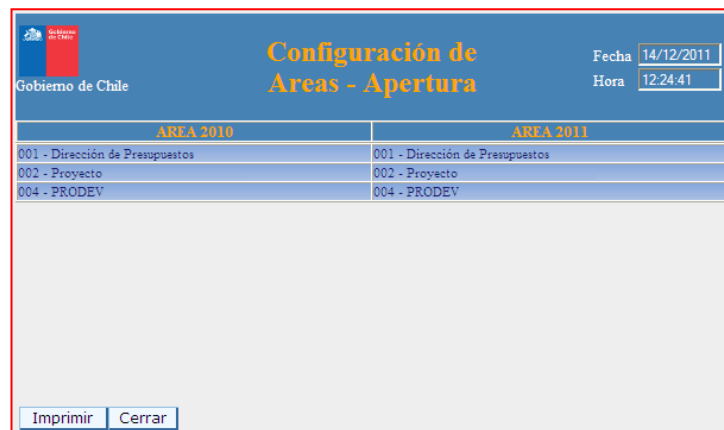 Gobierno
de Chile
Gobierno de Chile
Configuración de
Areas - Apertura
Fecha 14/12/2011
Hora 12:24:41
AREA 2010 AREA 2011
001 - Dirección de Presupuestos 001 - Dirección de Presupuestos
002 - Proyecto 002 - Proyecto
004 - PRODEV 004 - PRODEV
Imprimir Cerrar